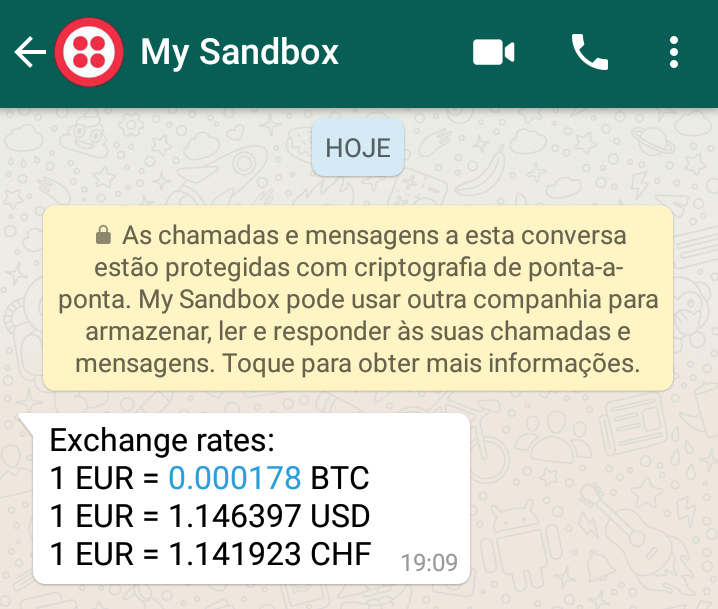 My Sandbox
HOJE
As chamadas e mensagens a esta conversa
estão protegidas com criptografia de ponta-a-
ponta. My Sandbox pode usar outra companhia para
armazenar, ler e responder às suas chamadas e
mensagens. Toque para obter mais informações.
Exchange rates:
1 EUR = 0.000178 BTC
1 EUR = 1.146397 USD
1 EUR = 1.141923 CHF
19:09